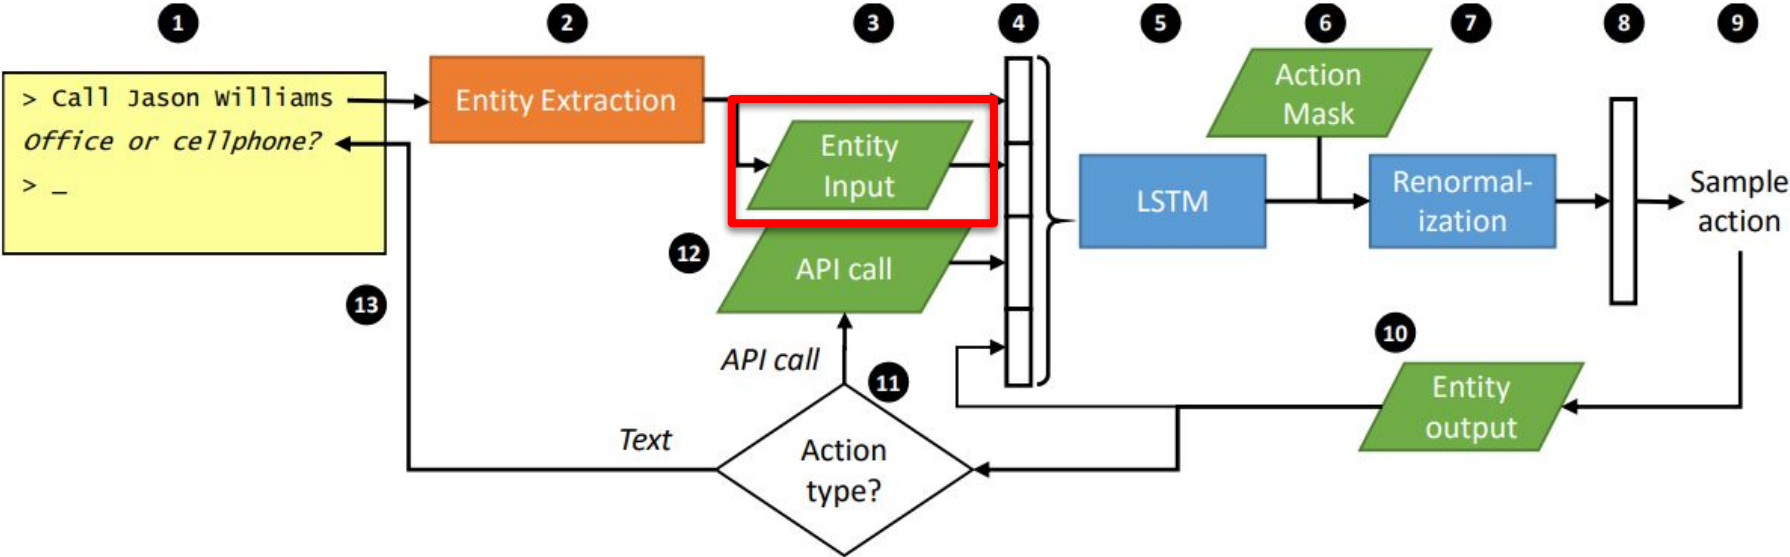 1
2
3
4
5
6
7
8
9
> Call Jason Williams
Office or cellphone?
> _
Entity Extraction
Entity
Input
12
API call
LSTM
Action
Mask
Renormal-
ization
Sample
action
13
API call
11
10
Entity
output
Text
Action
type?